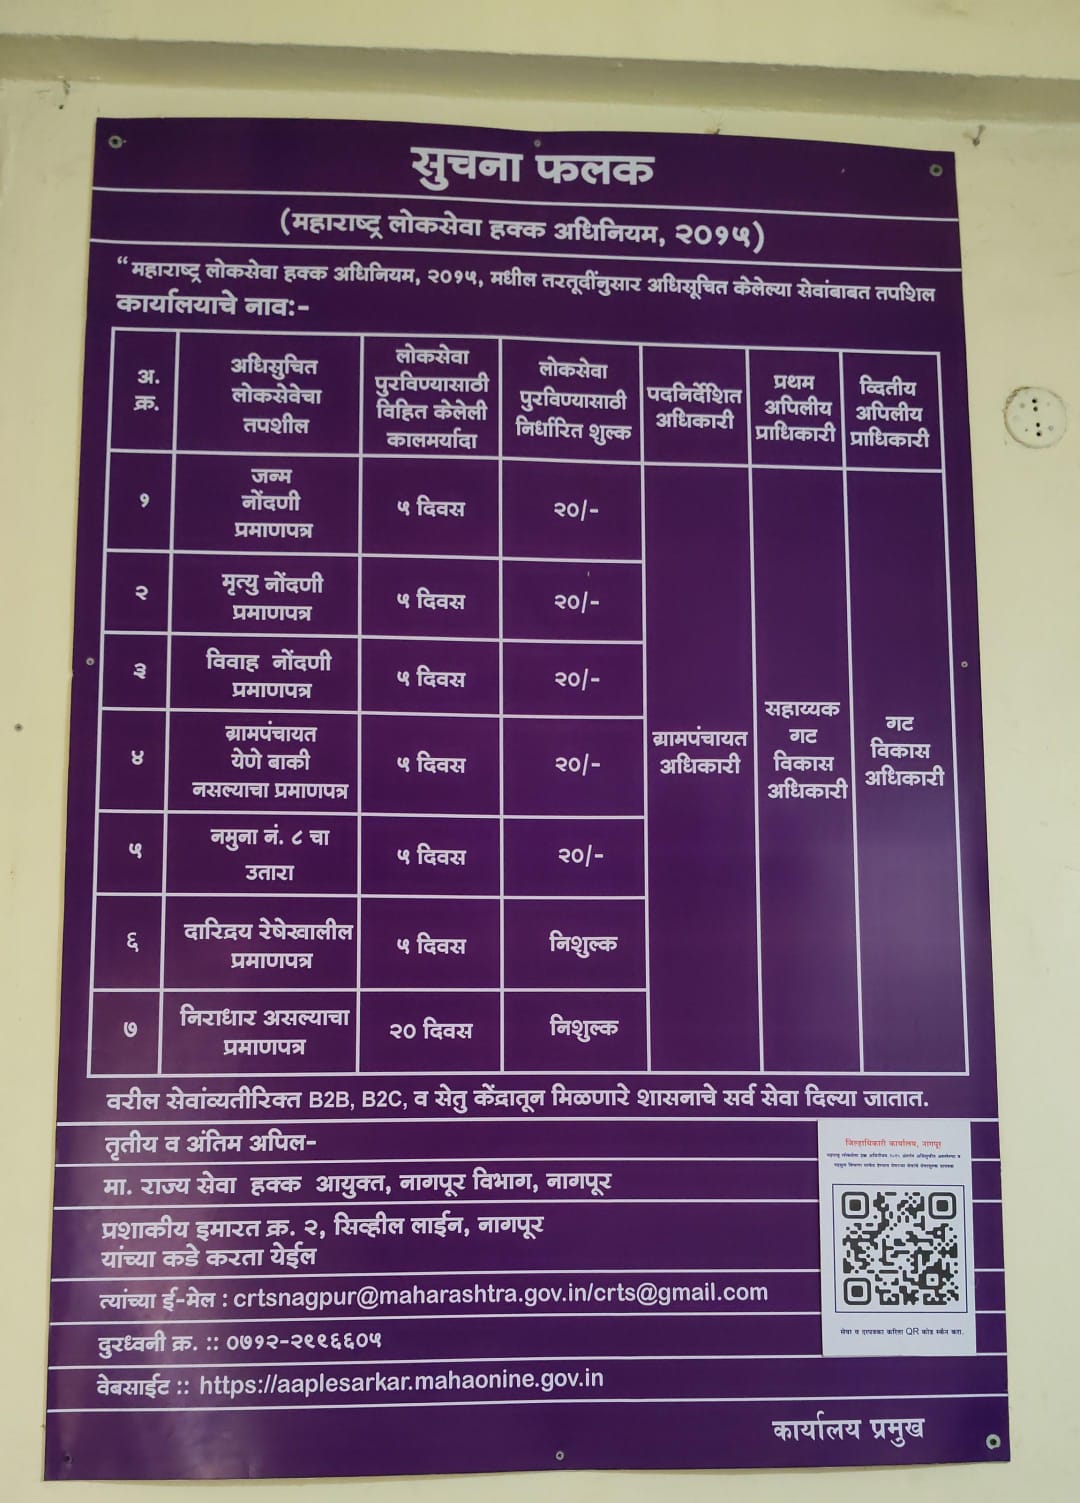 सुचना फलक
(महाराष्ट्र लोकसेवा हक्क अधिनियम, २०१५)
“महाराष्ट्र लोकसेवा हक्क अधिनियम, २०१५, मधील तरतूदींनुसार अधिसूचित केलेल्या सेवांबाबत तपशिल
कार्यालयाचे नाव:-
अ. क्र. अधिसुचित लोकसेवेचा तपशील लोकसेवा पुरविण्यासाठी विहित केलेली कालमर्यादा लोकसेवा पुरविण्यासाठी निर्धारित शुल्क पदनिर्देशित अधिकारी प्रथम अपिलीय प्राधिकारी व्दितीय अपिलीय प्राधिकारी
१ जन्म नोंदणी प्रमाणपत्र ५ दिवस २०/-
२ मृत्यु नोंदणी प्रमाणपत्र ५ दिवस २०/-
३ विवाह नोंदणी प्रमाणपत्र ५ दिवस २०/-
४ ग्रामपंचायत येणे बाकी नसल्याचा प्रमाणपत्र ५ दिवस २०/-
ग्रामपंचायत अधिकारी सहाय्यक गट विकास अधिकारी गट विकास अधिकारी
५ नमुना नं. ८ चा उतारा ५ दिवस २०/-
६ दारिद्रय रेषेखालील प्रमाणपत्र ५ दिवस निशुल्क
७ निराधार असल्याचा प्रमाणपत्र २० दिवस निशुल्क
वरील सेवांव्यतीरिक्त B2B, B2C, व सेतु केंद्रातून मिळणारे शासनाचे सर्व सेवा दिल्या जातात.
तृतीय व अंतिम अपिल-
मा. राज्य सेवा हक्क आयुक्त, नागपूर विभाग, नागपूर
प्रशाकीय इमारत क्र. २, सिव्हील लाईन, नागपूर
यांच्या कडे करता येईल
त्यांच्या ई-मेल : crtsnagpur@maharashtra.gov.in/crts@gmail.com
दुरध्वनी क्र. :: ०७१२-२९९६६०५
वेबसाईट :: https://aaplesarkar.mahaonine.gov.in
जिल्हाधिकारी कार्यालय, नागपूर
सेवा व दरपत्रका करिता QR कोड स्कॅन करा.
कार्यालय प्रमुख